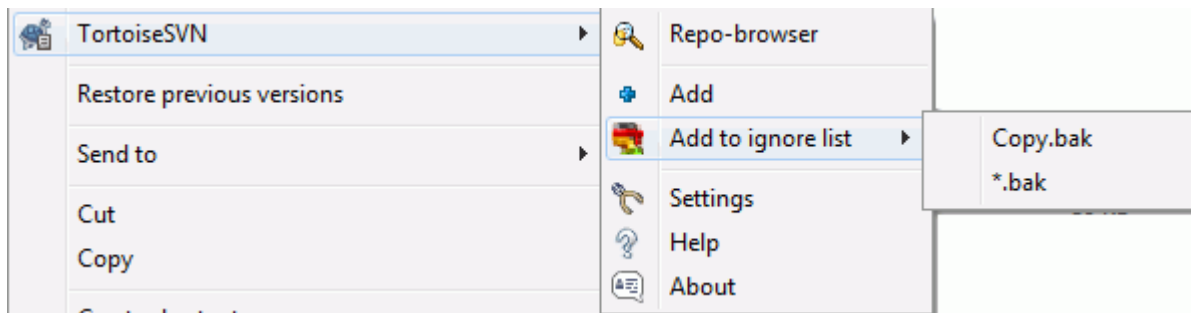 TortoiseSVN
Restore previous versions
Send to
Cut
Copy
Repo-browser
Add
Add to ignore list
Settings
Help
About
Copy.bak
*.bak